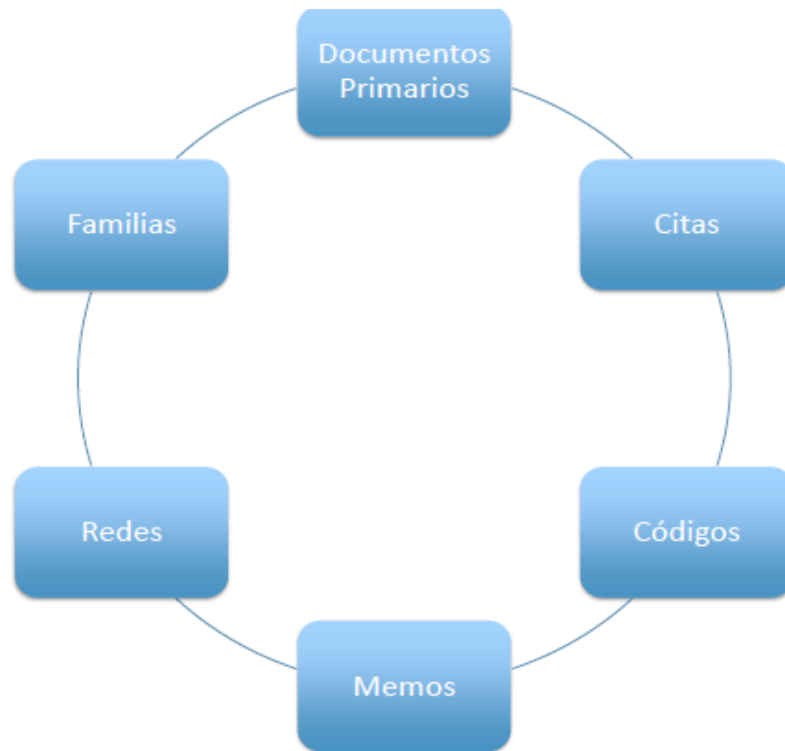 Documentos
Primarios
Familias
Citas
Redes
Códigos
Memos